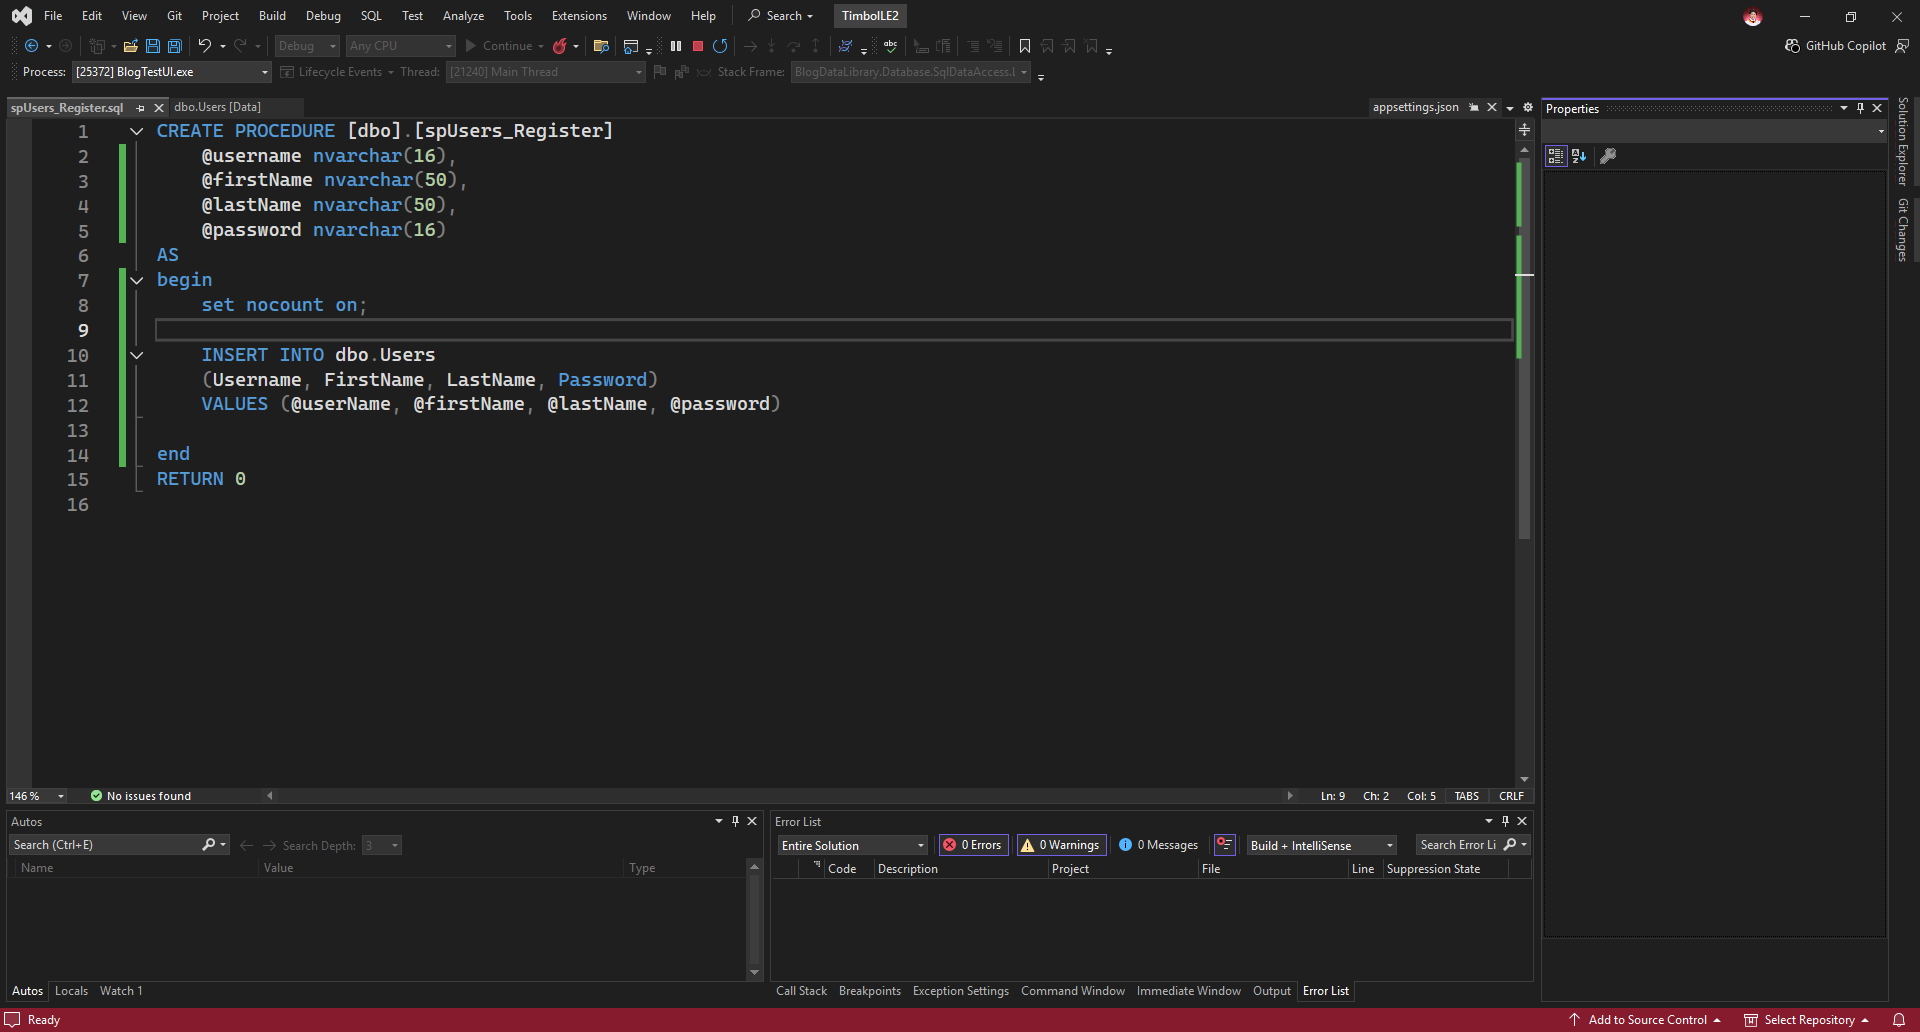 File Edit View Git Project Build Debug SQL Test Analyze Tools Extensions Window Help Search TimbolLE2
Debug Any CPU Continue GitHub Copilot
Process: [25372] BlogTestUI.exe Lifecycle Events Thread: [21240] Main Thread Stack Frame: BlogDataLibrary.Database.SqlDataAccess.L
spUsers_Register.sql dbo.Users [Data] appsettings.json
1 CREATE PROCEDURE [dbo].[spUsers_Register]
2 @username nvarchar(16),
3 @firstName nvarchar(50),
4 @lastName nvarchar(50),
5 @password nvarchar(16)
6 AS
7 begin
8 set nocount on;
9
10 INSERT INTO dbo.Users
11 (Username, FirstName, LastName, Password)
12 VALUES (@userName, @firstName, @lastName, @password)
13
14 end
15 RETURN 0
16
146 % No issues found Ln: 9 Ch: 2 Col: 5 TABS CRLF
Properties
Solution Explorer
Git Changes
Autos
Search (Ctrl+E) Search Depth: 3
Name Value Type
Autos Locals Watch 1
Error List
Entire Solution 0 Errors 0 Warnings 0 Messages Build + IntelliSense Search Error Li
Code Description Project File Line Suppression State
Call Stack Breakpoints Exception Settings Command Window Immediate Window Output Error List
Ready Add to Source Control Select Repository